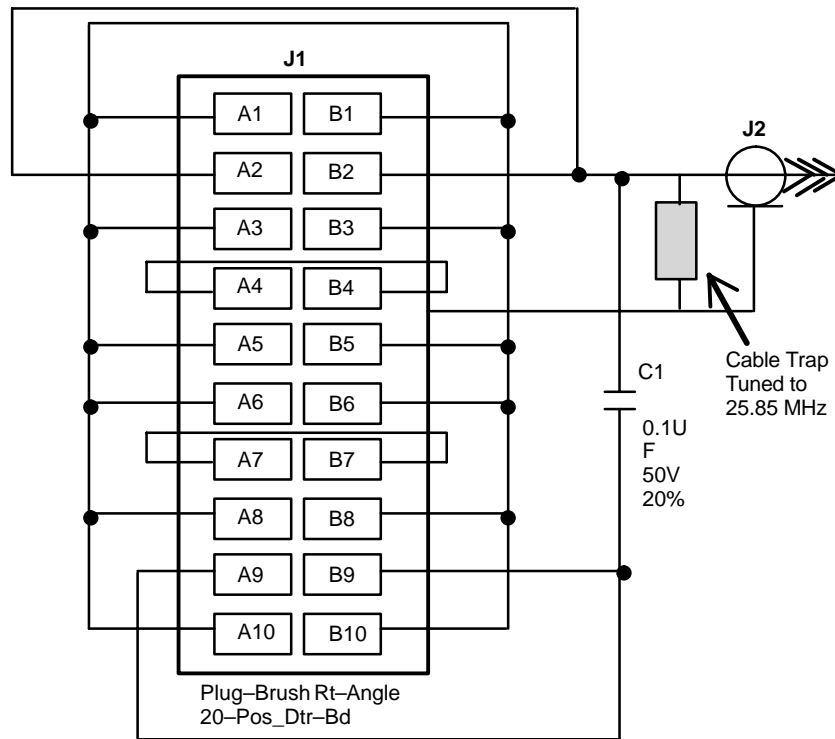 J1
A1 B1
J2
A2 B2
A3 B3
A4 B4
A5 B5
Cable Trap
Tuned to
25.85 MHz
C1
A6 B6
0.1U
F
50V
20%
A7 B7
A8 B8
A9 B9
A10 B10
Plug–Brush Rt–Angle
20–Pos_Dtr–Bd